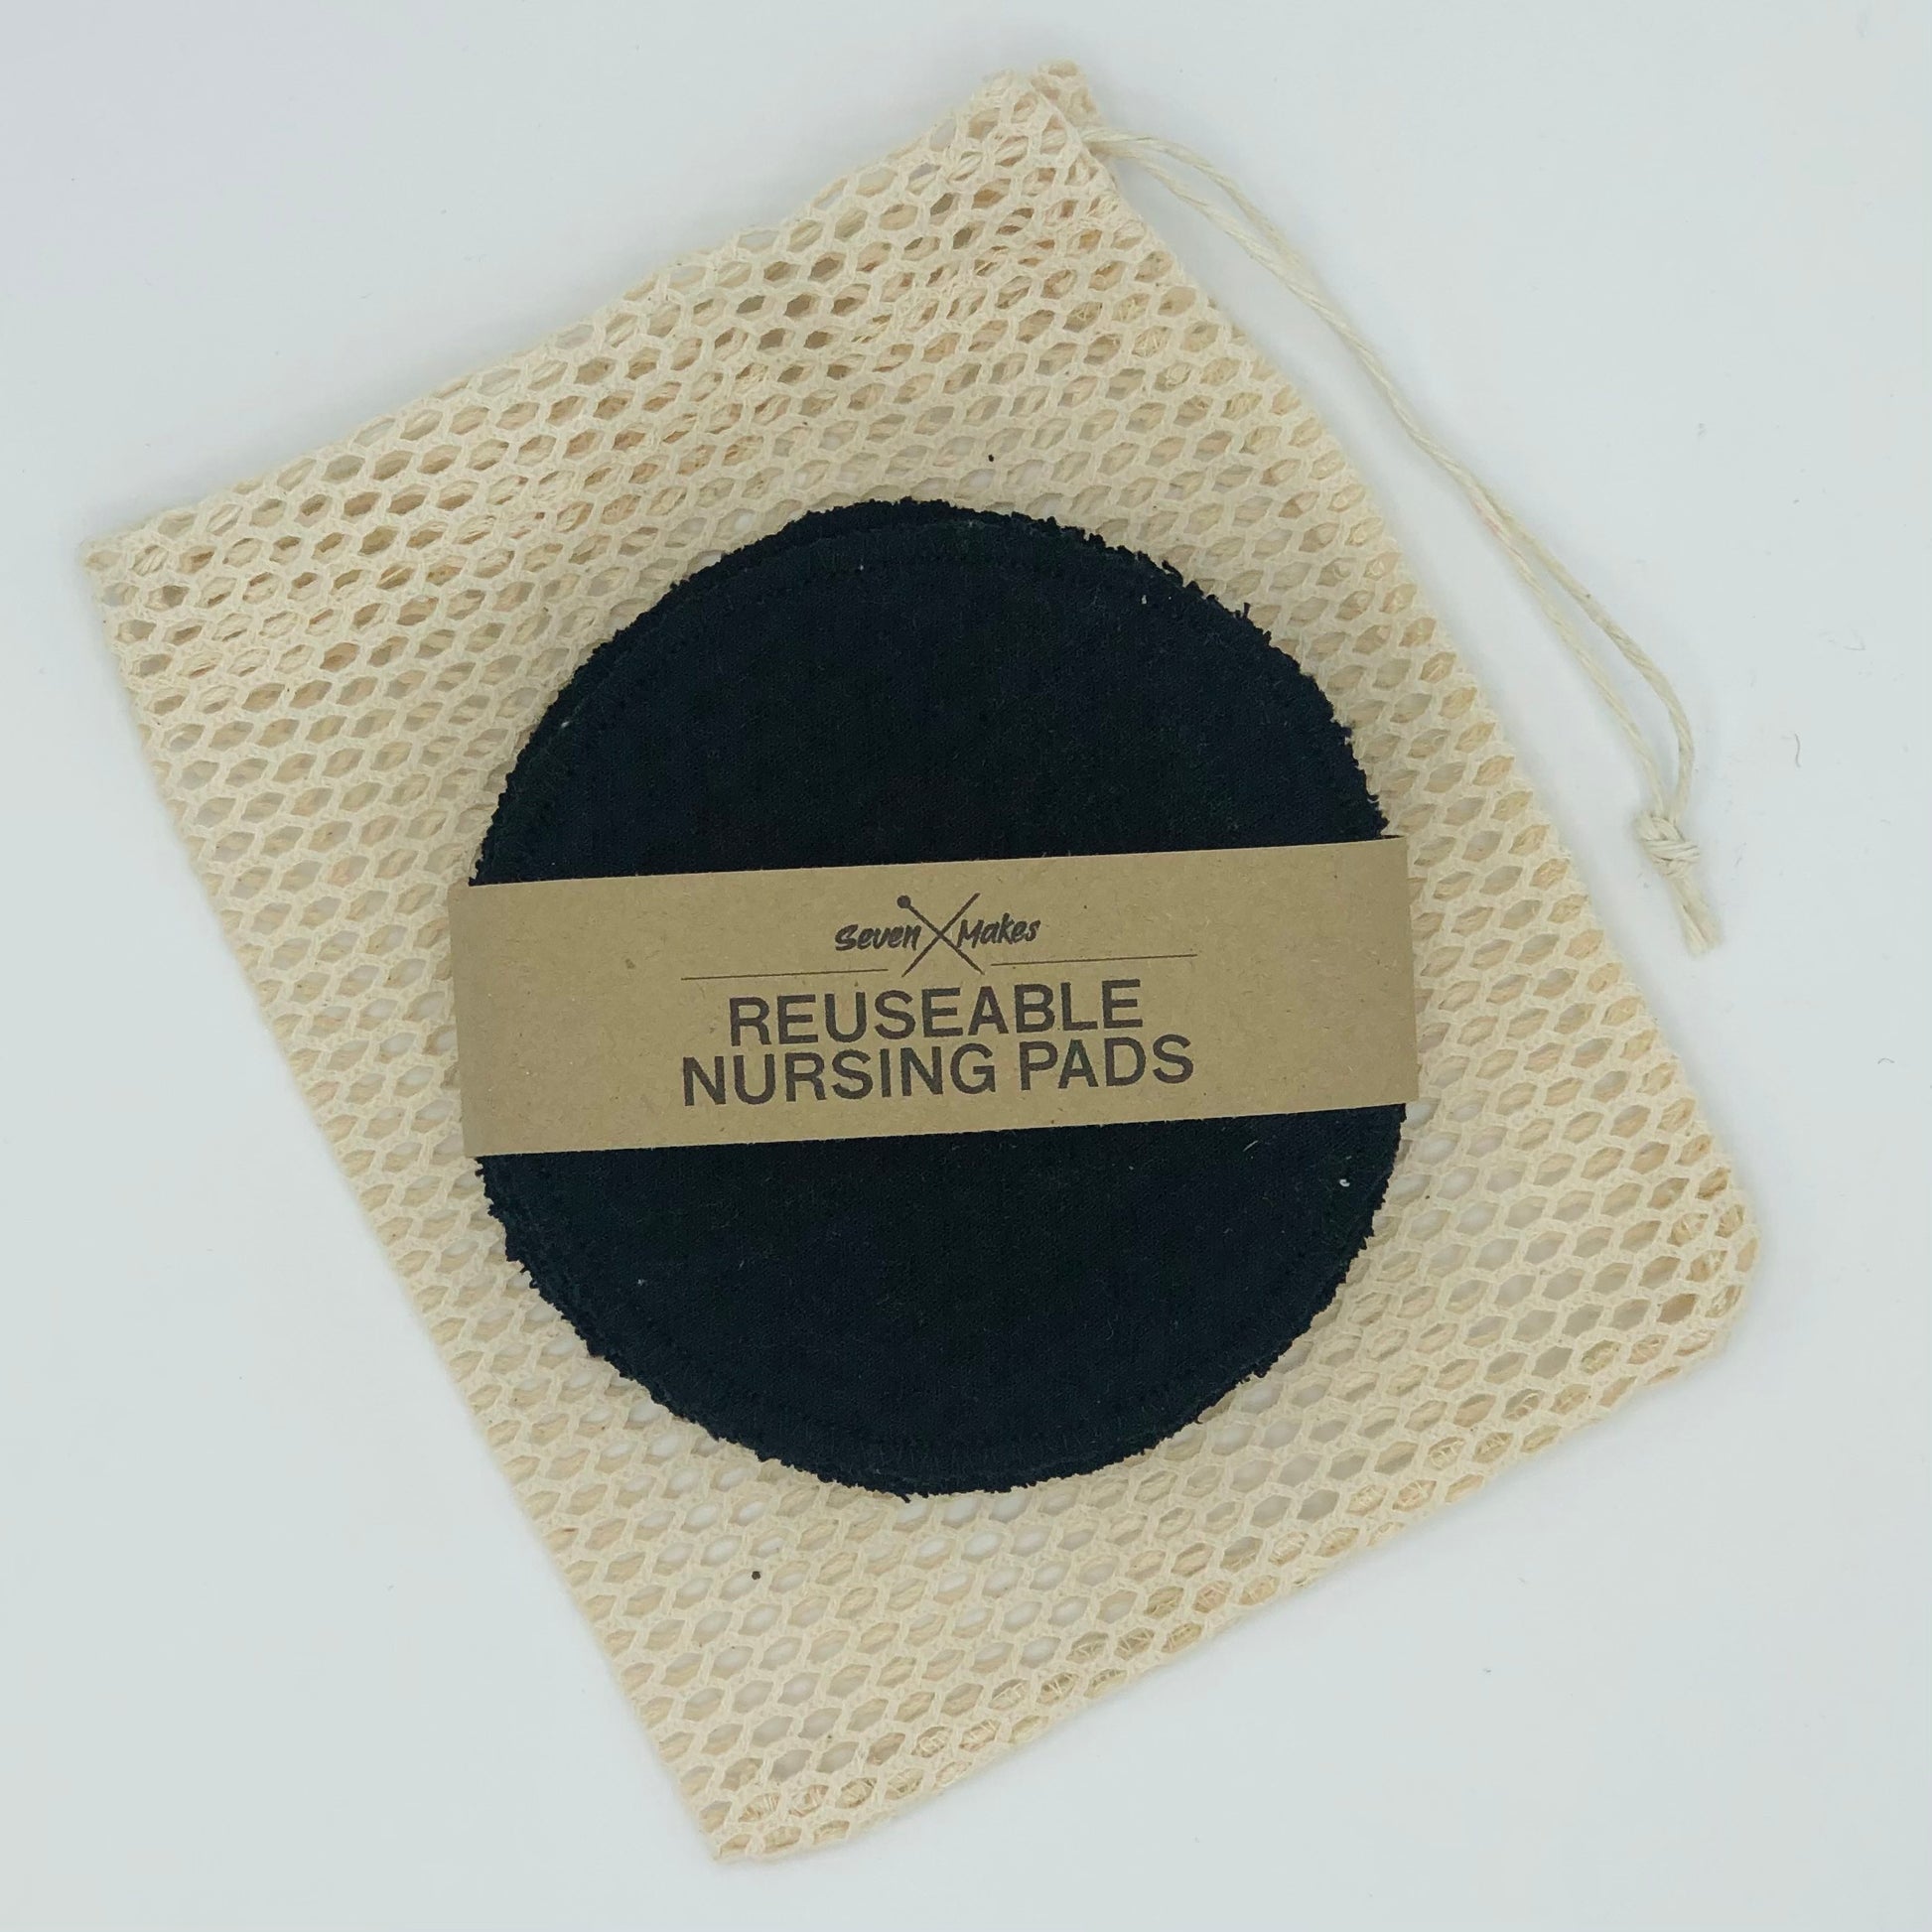 Seven Makes
REUSEABLE
NURSING PADS